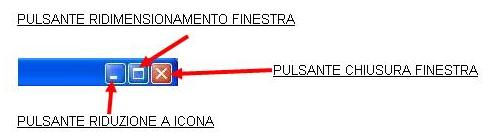 PULSANTE RIDIMENSIONAMENTO FINESTRA
PULSANTE CHIUSURA FINESTRA
PULSANTE RIDUZIONE A ICONA